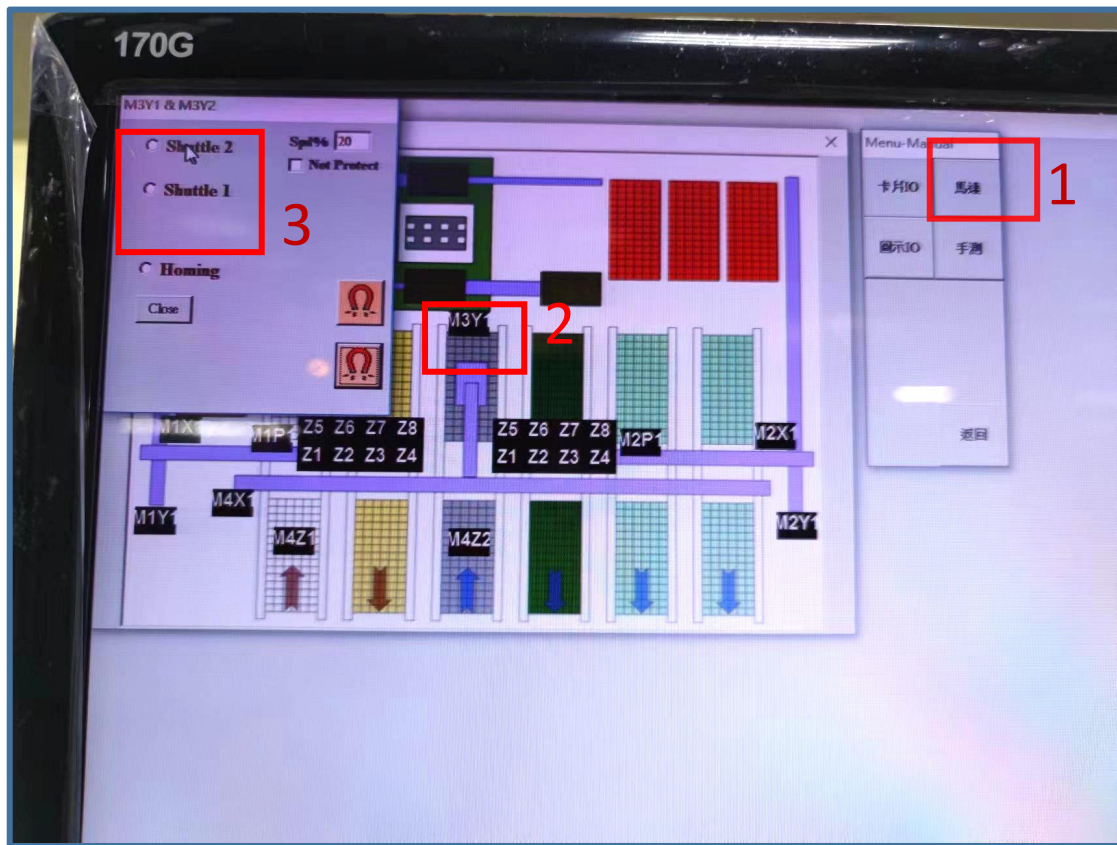 170G
M3Y1 & M3Y2
Shuttle 2
Spd% 20
Not Protect
Shuttle 1
3
Homing
Close
Menu-Manual
卡片IO
馬達
1
圖示IO
手測
返回
M3Y1
2
M1X1
M1P1
Z5 Z6 Z7 Z8
Z1 Z2 Z3 Z4
Z5 Z6 Z7 Z8
Z1 Z2 Z3 Z4
M2P1
M2X1
M4X1
M1Y1
M2Y1
M4Z1
M4Z2